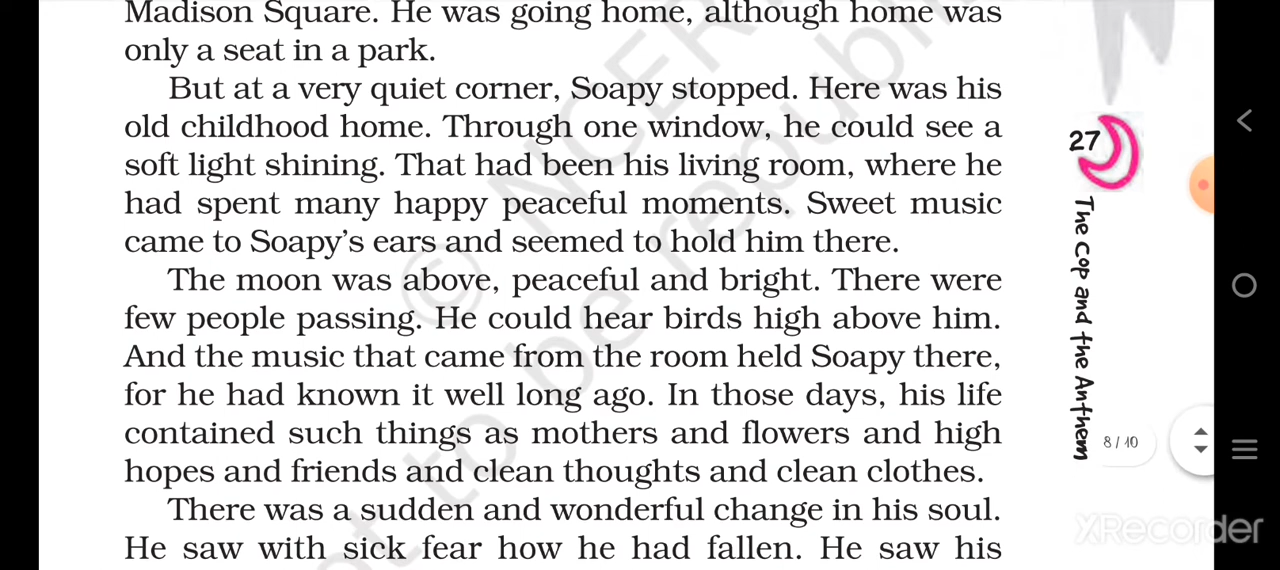 Madison Square. He was going home, although home was
only a seat in a park.
But at a very quiet corner, Soapy stopped. Here was his
old childhood home. Through one window, he could see a
soft light shining. That had been his living room, where he
had spent many happy peaceful moments. Sweet music
came to Soapy's ears and seemed to hold him there.
The moon was above, peaceful and bright. There were
few people passing. He could hear birds high above him.
And the music that came from the room held Soapy there,
for he had known it well long ago. In those days, his life
contained such things as mothers and flowers and high
hopes and friends and clean thoughts and clean clothes.
There was a sudden and wonderful change in his soul.
He saw with sick fear how he had fallen. He saw his
27
The Cop and the Anthem
8 / 10
© NCER
to be republi
XRecorder